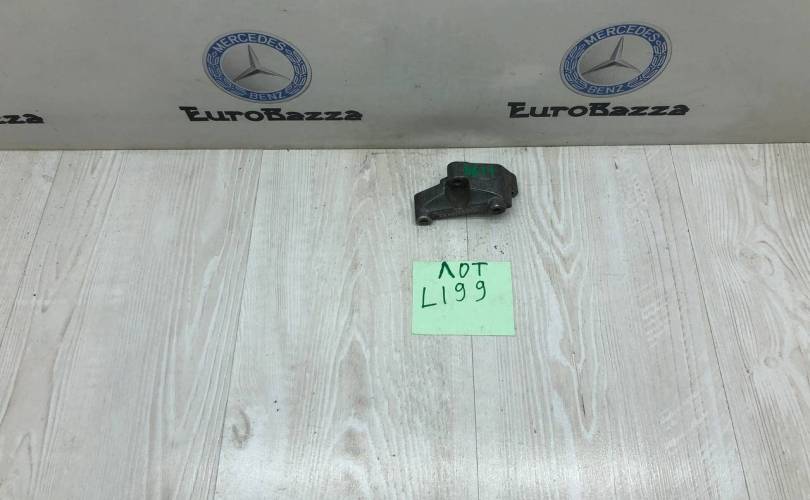 MERCEDES
BENZ
EuroBazza
MERCEDES
BENZ
EuroBazza
ЛОТ
L199